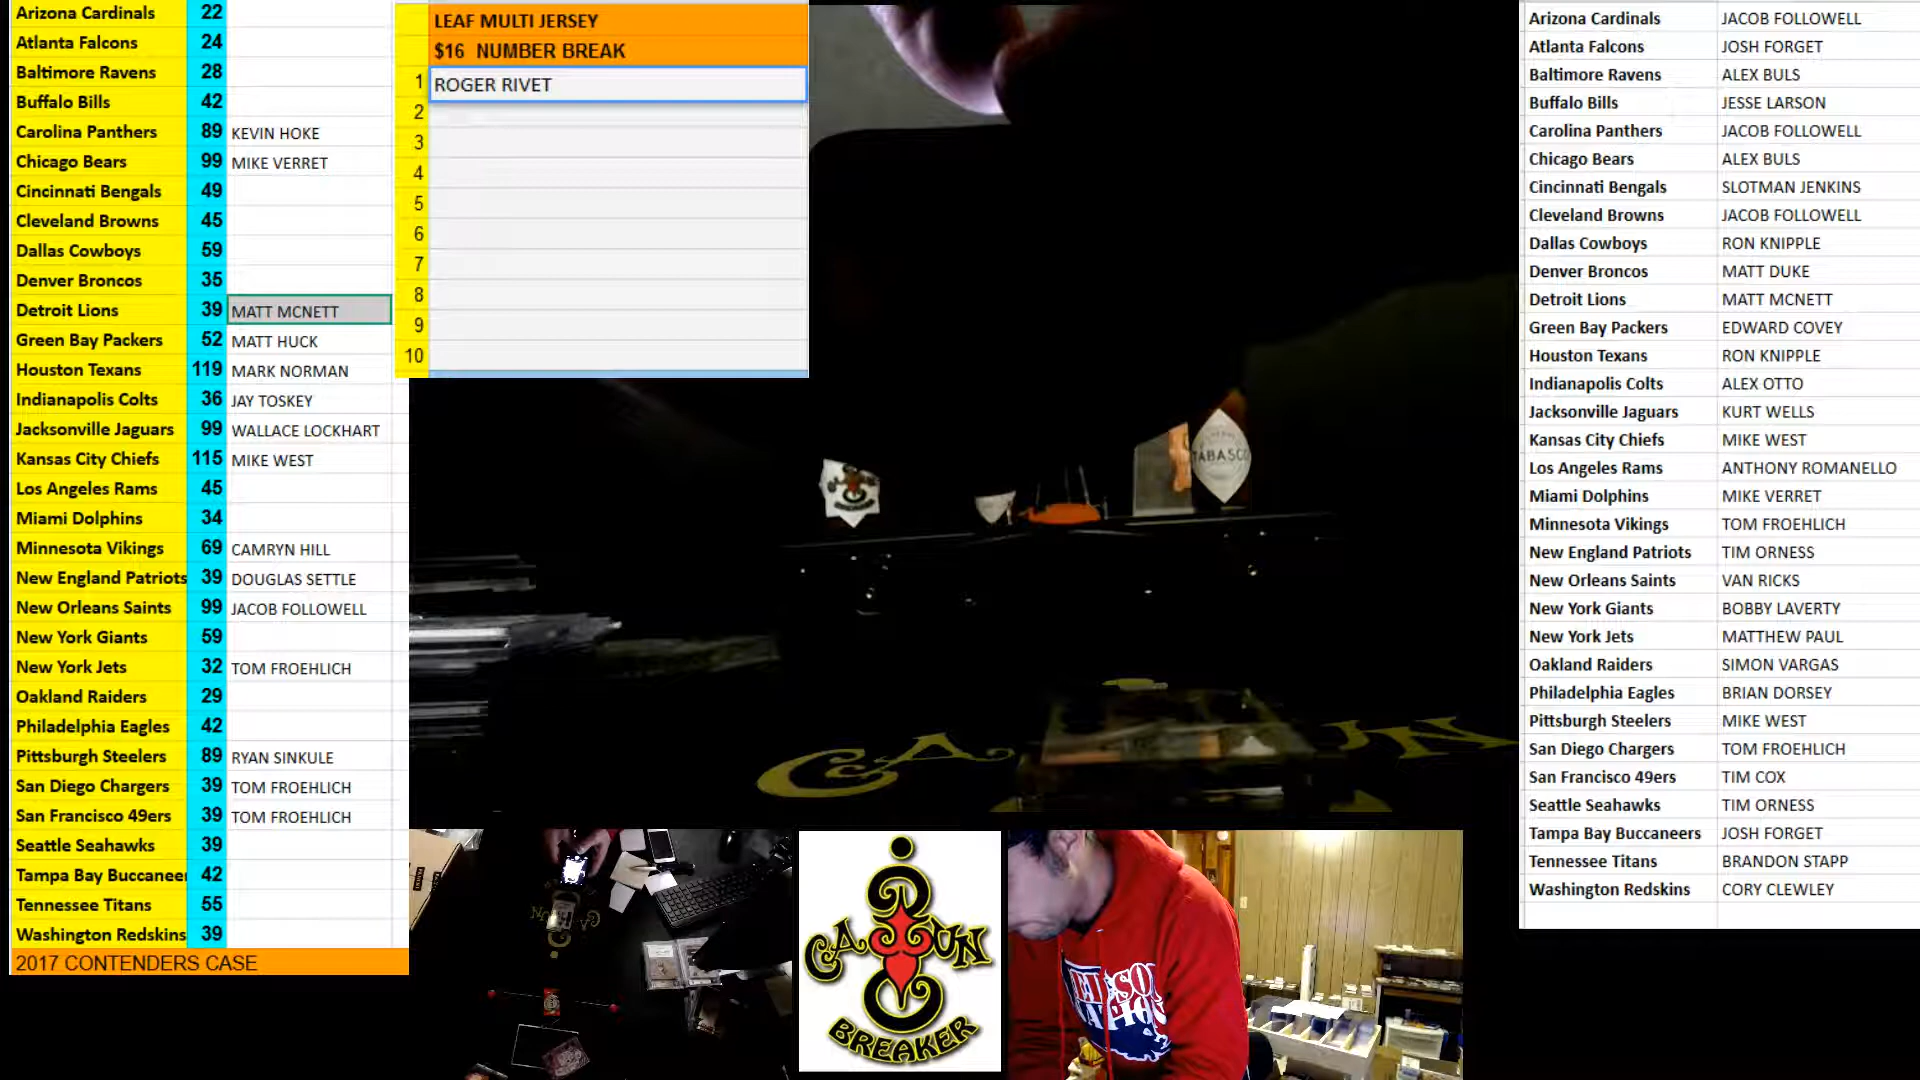 Arizona Cardinals 22
Atlanta Falcons 24
Baltimore Ravens 28
Buffalo Bills 42
Carolina Panthers 89 KEVIN HOKE
Chicago Bears 99 MIKE VERRET
Cincinnati Bengals 49
Cleveland Browns 45
Dallas Cowboys 59
Denver Broncos 35
Detroit Lions 39 MATT MCNETT
Green Bay Packers 52 MATT HUCK
Houston Texans 119 MARK NORMAN
Indianapolis Colts 36 JAY TOSKEY
Jacksonville Jaguars 99 WALLACE LOCKHART
Kansas City Chiefs 115 MIKE WEST
Los Angeles Rams 45
Miami Dolphins 34
Minnesota Vikings 69 CAMRYN HILL
New England Patriots 39 DOUGLAS SETTLE
New Orleans Saints 99 JACOB FOLLOWELL
New York Giants 59
New York Jets 32 TOM FROEHLICH
Oakland Raiders 29
Philadelphia Eagles 42
Pittsburgh Steelers 89 RYAN SINKULE
San Diego Chargers 39 TOM FROEHLICH
San Francisco 49ers 39 TOM FROEHLICH
Seattle Seahawks 39
Tampa Bay Buccaneer 42
Tennessee Titans 55
Washington Redskins 39
2017 CONTENDERS CASE
LEAF MULTI JERSEY
$16 NUMBER BREAK
1 ROGER RIVET
2
3
4
5
6
7
8
9
10
TABASCO
CAJUN
BREAKER
Arizona Cardinals JACOB FOLLOWELL
Atlanta Falcons JOSH FORGET
Baltimore Ravens ALEX BULS
Buffalo Bills JESSE LARSON
Carolina Panthers JACOB FOLLOWELL
Chicago Bears ALEX BULS
Cincinnati Bengals SLOTMAN JENKINS
Cleveland Browns JACOB FOLLOWELL
Dallas Cowboys RON KNIPPLE
Denver Broncos MATT DUKE
Detroit Lions MATT MCNETT
Green Bay Packers EDWARD COVEY
Houston Texans RON KNIPPLE
Indianapolis Colts ALEX OTTO
Jacksonville Jaguars KURT WELLS
Kansas City Chiefs MIKE WEST
Los Angeles Rams ANTHONY ROMANELLO
Miami Dolphins MIKE VERRET
Minnesota Vikings TOM FROEHLICH
New England Patriots TIM ORNESS
New Orleans Saints VAN RICKS
New York Giants BOBBY LAVERTY
New York Jets MATTHEW PAUL
Oakland Raiders SIMON VARGAS
Philadelphia Eagles BRIAN DORSEY
Pittsburgh Steelers MIKE WEST
San Diego Chargers TOM FROEHLICH
San Francisco 49ers TIM COX
Seattle Seahawks TIM ORNESS
Tampa Bay Buccaneers JOSH FORGET
Tennessee Titans BRANDON STAPP
Washington Redskins CORY CLEWLEY